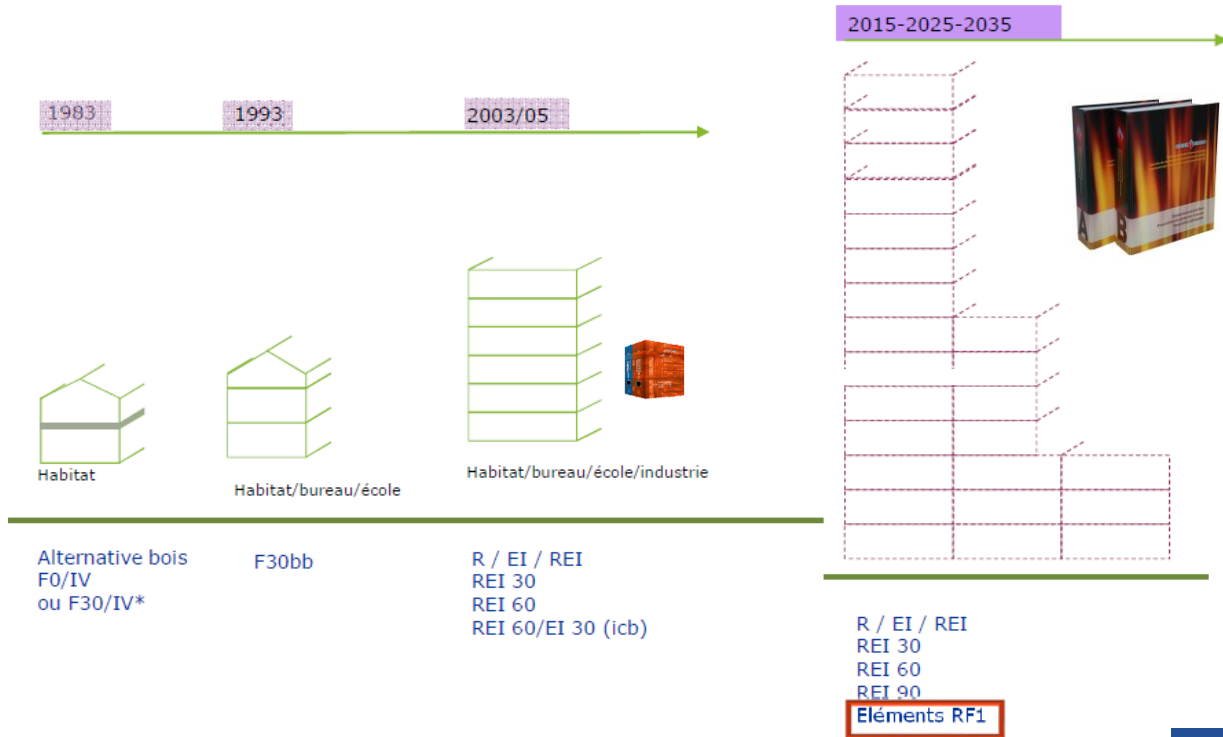 2015-2025-2035
1983
1993
2003/05
Habitat
Habitat/bureau/école
Habitat/bureau/école/industrie
Alternative bois
F0/IV
ou F30/IV*
F30bb
R / EI / REI
REI 30
REI 60
REI 60/EI 30 (icb)
R / EI / REI
REI 30
REI 60
REI 90
Eléments RF1
A
B